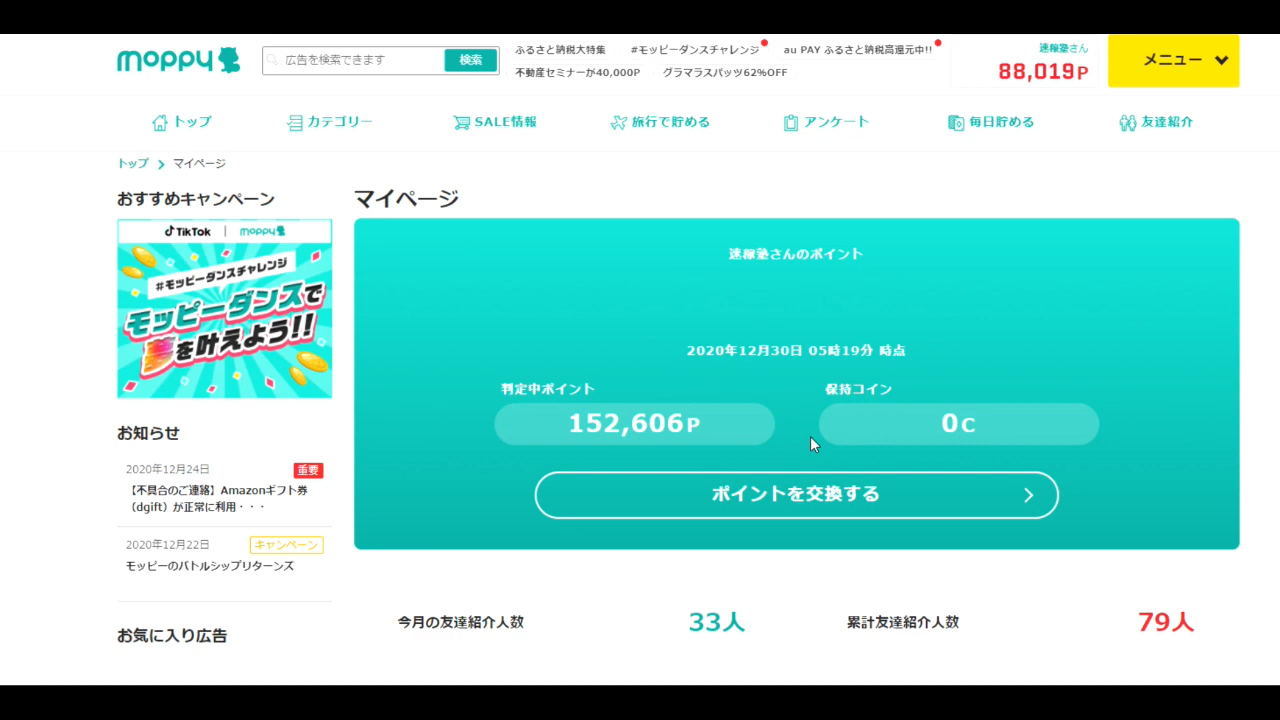 moppy
広告を検索できます
検索
ふるさと納税大特集
#モッピーダンスチャレンジ
au PAY ふるさと納税高還元中!!
不動産セミナーが40,000P
グラマラスパッツ62%OFF
速稼塾さん
88,019P
メニュー
トップ
カテゴリー
SALE情報
旅行で貯める
アンケート
毎日貯める
友達紹介
トップ
マイページ
おすすめキャンペーン
TikTok | moppy
#モッピーダンスチャレンジ
モッピーダンスで
夢を叶えよう!!
お知らせ
2020年12月24日
重要
【不具合のご連絡】Amazonギフト券
(dgift)が正常に利用・・・
2020年12月22日
キャンペーン
モッピーのバトルシップリターンズ
お気に入り広告
マイページ
速稼塾さんのポイント
2020年12月30日 05時19分 時点
判定中ポイント
152,606P
保持コイン
0C
ポイントを交換する
今月の友達紹介人数
33人
累計友達紹介人数
79人